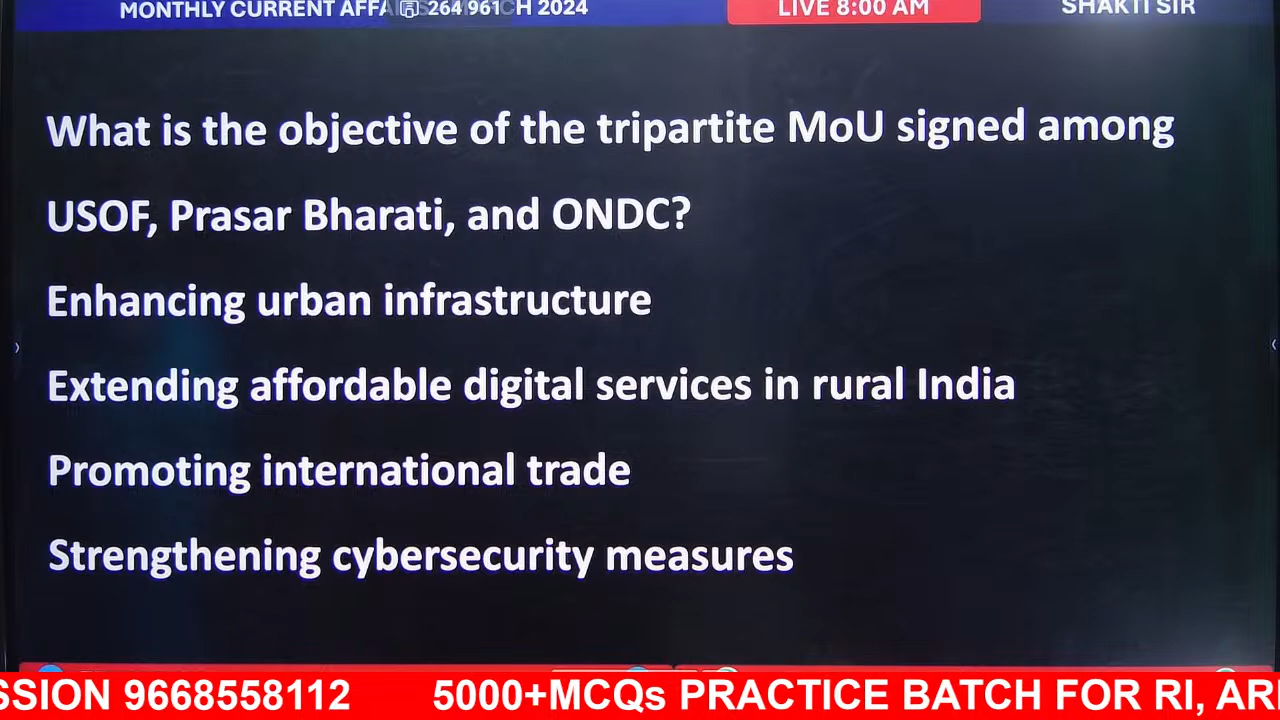 MONTHLY CURRENT 264 961 H 2024 LIVE 8:00 AM SHAKTI SIR
What is the objective of the tripartite MoU signed among
USOF, Prasar Bharati, and ONDC?
Enhancing urban infrastructure
Extending affordable digital services in rural India
Promoting international trade
Strengthening cybersecurity measures
SSION 9668558112 5000+MCQs PRACTICE BATCH FOR RI, ARI